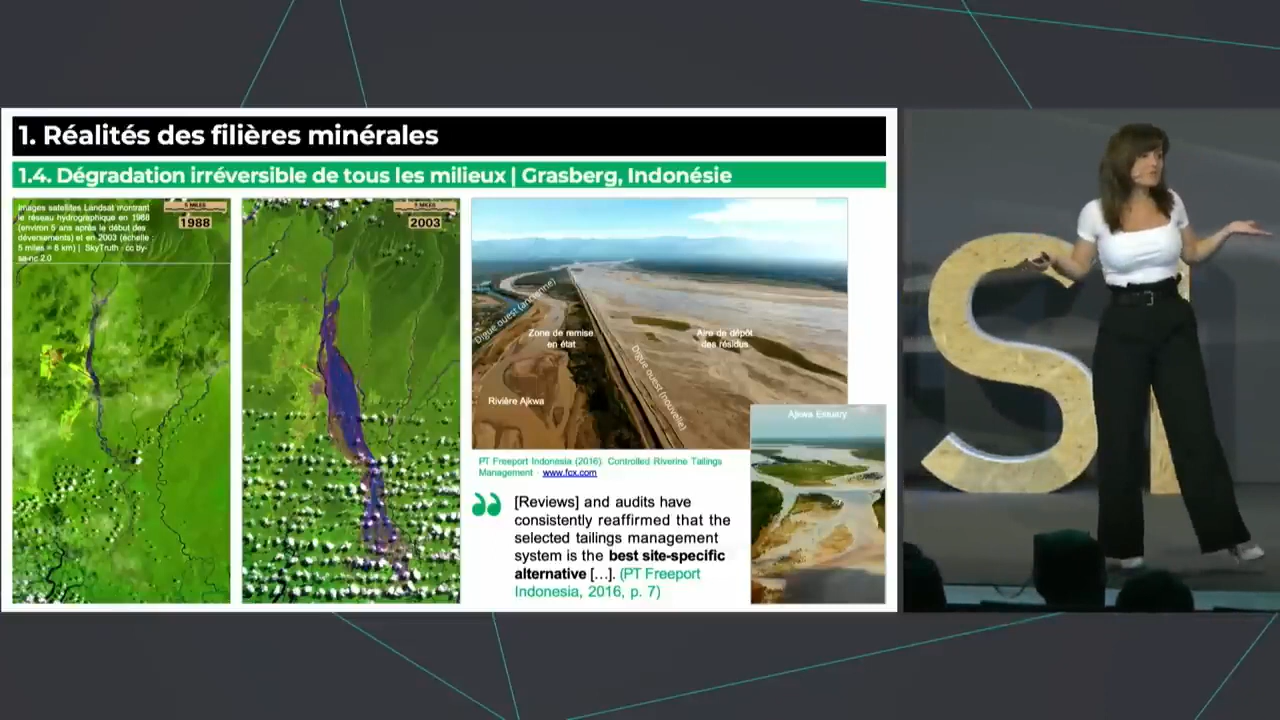 1. Réalités des filières minérales
1.4. Dégradation irréversible de tous les milieux | Grasberg, Indonésie
Images satellites Landsat montrant
le réseau hydrographique en 1988
(environ 5 ans après le début des
déversements) et en 2003 (échelle :
5 miles = 8 km) | SkyTruth - cc by-
sa-nc 2.0
5 MILES
1988
5 MILES
2003
Digue ouest (ancienne)
Zone de remise
en état
Aire de dépôt
des résidus
Digue ouest (nouvelle)
Rivière Ajkwa
Ajkwa Estuary
PT Freeport Indonesia (2016). Controlled Riverine Tailings
Management - www.fcx.com
[Reviews] and audits have
consistently reaffirmed that the
selected tailings management
system is the best site-specific
alternative […]. (PT Freeport
Indonesia, 2016, p. 7)
S